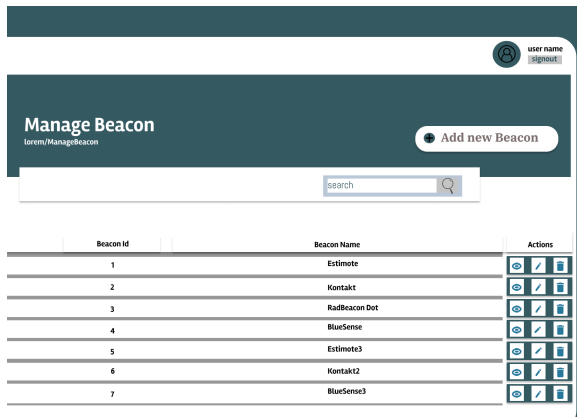 user name
signout
Manage Beacon
lorem/ManageBeacon
Add new Beacon
search
Beacon Id Beacon Name Actions
1 Estimote
2 Kontakt
3 RadBeacon Dot
4 BlueSense
5 Estimote3
6 Kontakt2
7 BlueSense3